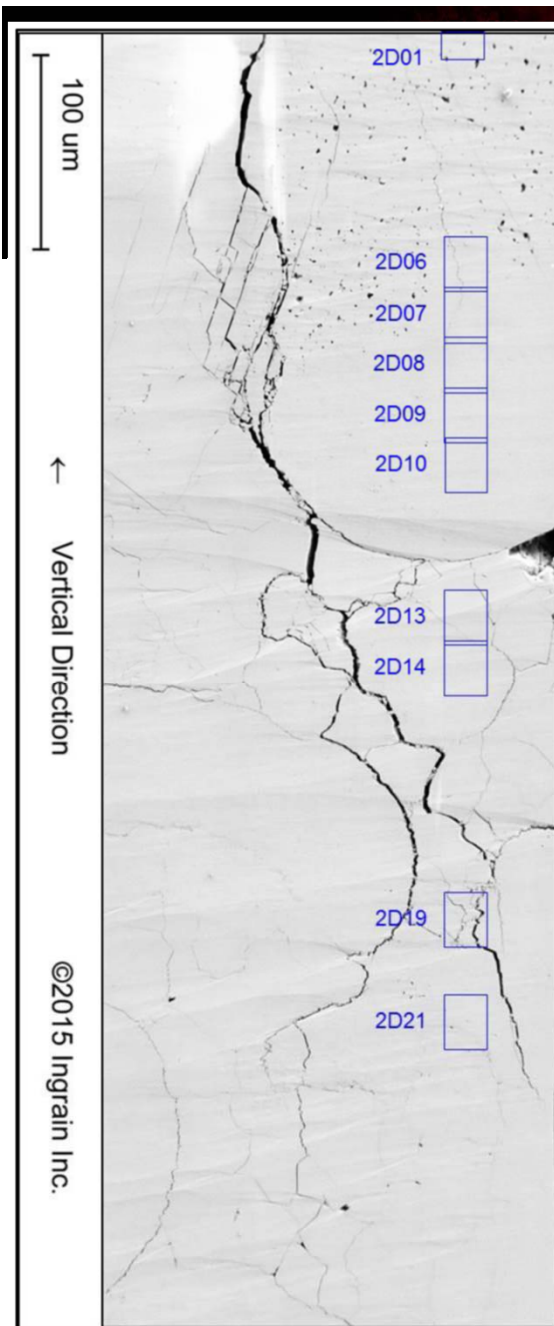 2D01
2D06
2D07
2D08
2D09
2D10
2D13
2D14
2D19
2D21
100 um
← Vertical Direction
©2015 Ingrain Inc.